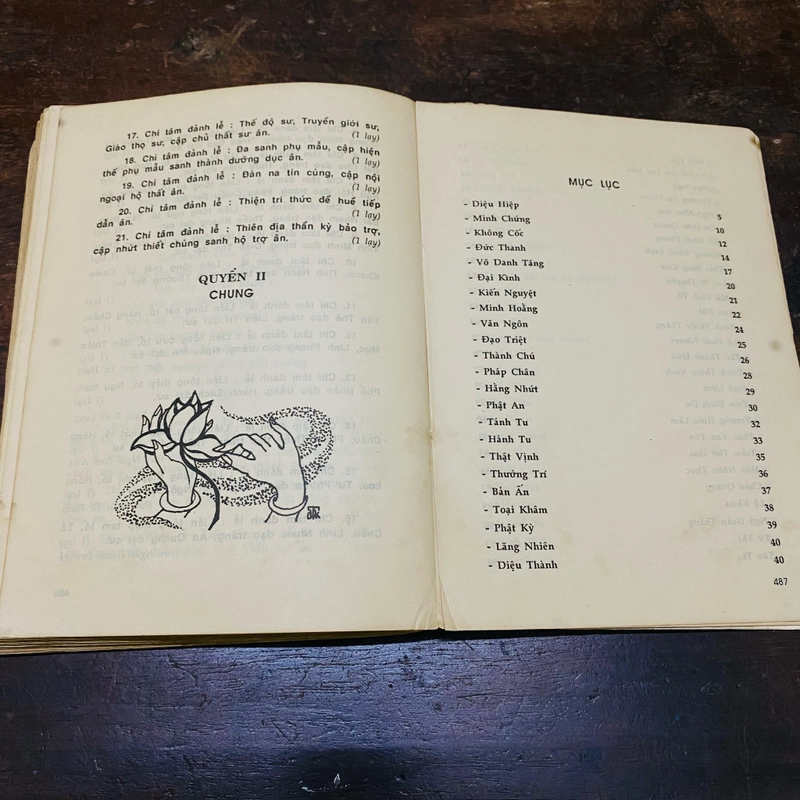 17. Chí tâm đảnh lễ : Thế độ sư, Truyền giới sư,
Giáo thọ sư, cập chủ thất sư ân. (1 lạy)
18. Chí tâm đảnh lễ : Đa sanh phụ mẫu, cập hiện
thế phụ mẫu sanh thành dưỡng dục ân. (1 lạy)
19. Chí tâm đảnh lễ : Đàn na tín cúng, cập nội
ngoại hộ thất ân. (1 lạy)
20. Chí tâm đảnh lễ : Thiện tri thức đề huề tiếp
dẫn ân. (1 lạy)
21. Chí tâm đảnh lễ : Thiên địa thần kỳ bảo trợ,
cập nhứt thiết chúng sanh hộ trợ ân. (1 lạy)
QUYỂN II
CHUNG
MỤC LỤC
- Diệu Hiệp 5
- Minh Chứng 10
- Không Cốc 12
- Đức Thanh 14
- Vô Danh Tăng 17
- Đại Kinh 20
- Kiến Nguyệt 21
- Minh Hoằng 22
- Văn Ngôn 24
- Đạo Triệt 25
- Thành Chú 26
- Pháp Chân 28
- Hằng Nhứt 29
- Phật An 30
- Tánh Tu 32
- Hành Tu 33
- Thật Vịnh 35
- Thưởng Trí 36
- Bản Ấn 37
- Toại Khâm 38
- Phật Kỳ 39
- Lãng Nhiên 40
- Diệu Thành 40
487